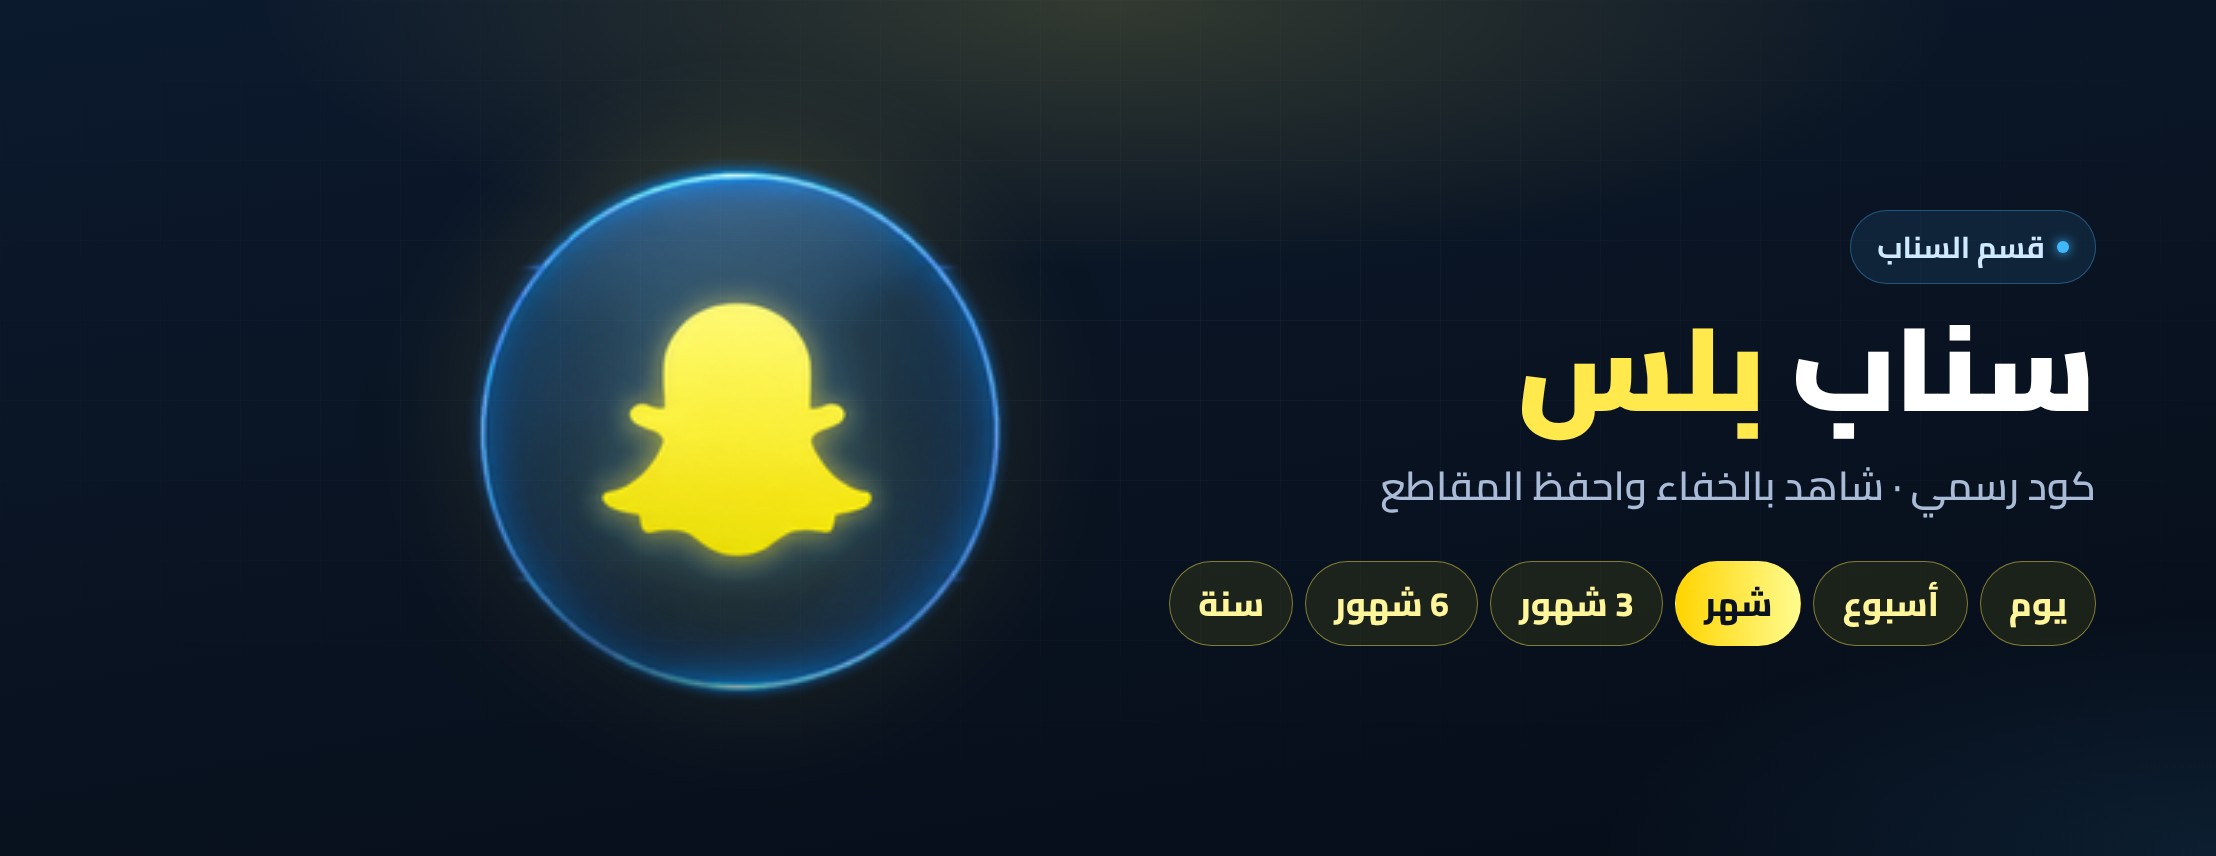 قسم السناب
سناب بلس
كود رسمي · شاهد بالخفاء واحفظ المقاطع
يوم أسبوع شهر 3 شهور 6 شهور سنة